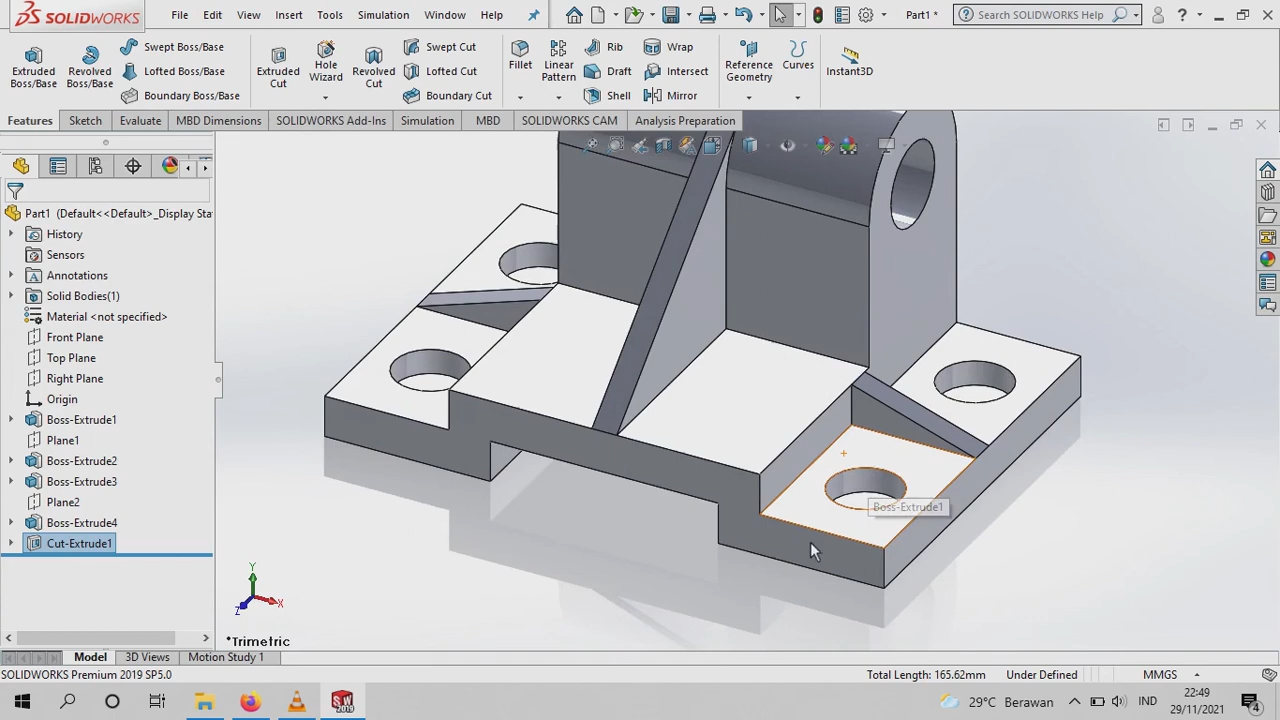 SOLIDWORKS File Edit View Insert Tools Simulation Window Help Part1 * Search SOLIDWORKS Help ?
Extruded Boss/Base
Revolved Boss/Base
Swept Boss/Base
Lofted Boss/Base
Boundary Boss/Base
Extruded Cut
Hole Wizard
Revolved Cut
Swept Cut
Lofted Cut
Boundary Cut
Fillet
Linear Pattern
Rib
Draft
Shell
Wrap
Intersect
Mirror
Reference Geometry
Curves
Instant3D
Features Sketch Evaluate MBD Dimensions SOLIDWORKS Add-Ins Simulation MBD SOLIDWORKS CAM Analysis Preparation
Part1 (Default<<Default>_Display Sta
History
Sensors
Annotations
Solid Bodies(1)
Material <not specified>
Front Plane
Top Plane
Right Plane
Origin
Boss-Extrude1
Plane1
Boss-Extrude2
Boss-Extrude3
Plane2
Boss-Extrude4
Cut-Extrude1
Boss-Extrude1
Y
Z X
*Trimetric
Model 3D Views Motion Study 1
SOLIDWORKS Premium 2019 SP5.0 Total Length: 165.62mm Under Defined MMGS
SW 2019
29°C Berawan IND 22:49
29/11/2021
4